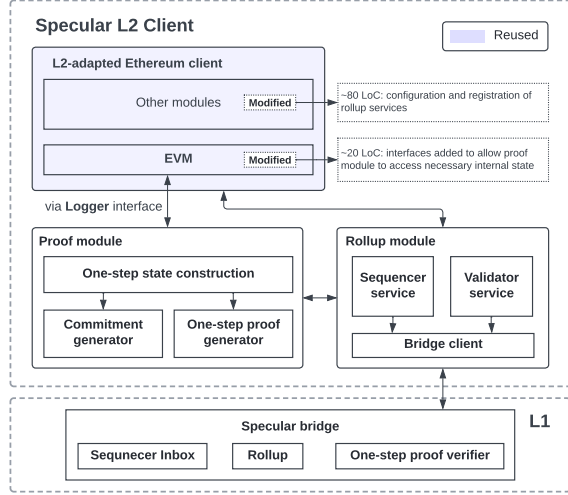 Specular L2 Client
Reused
L2-adapted Ethereum client
Other modules
Modified
~80 LoC: configuration and registration of
rollup services
EVM
Modified
~20 LoC: interfaces added to allow proof
module to access necessary internal state
via Logger interface
Proof module
One-step state construction
Commitment
generator
One-step proof
generator
Rollup module
Sequencer
service
Validator
service
Bridge client
L1
Specular bridge
Sequnecer Inbox
Rollup
One-step proof verifier